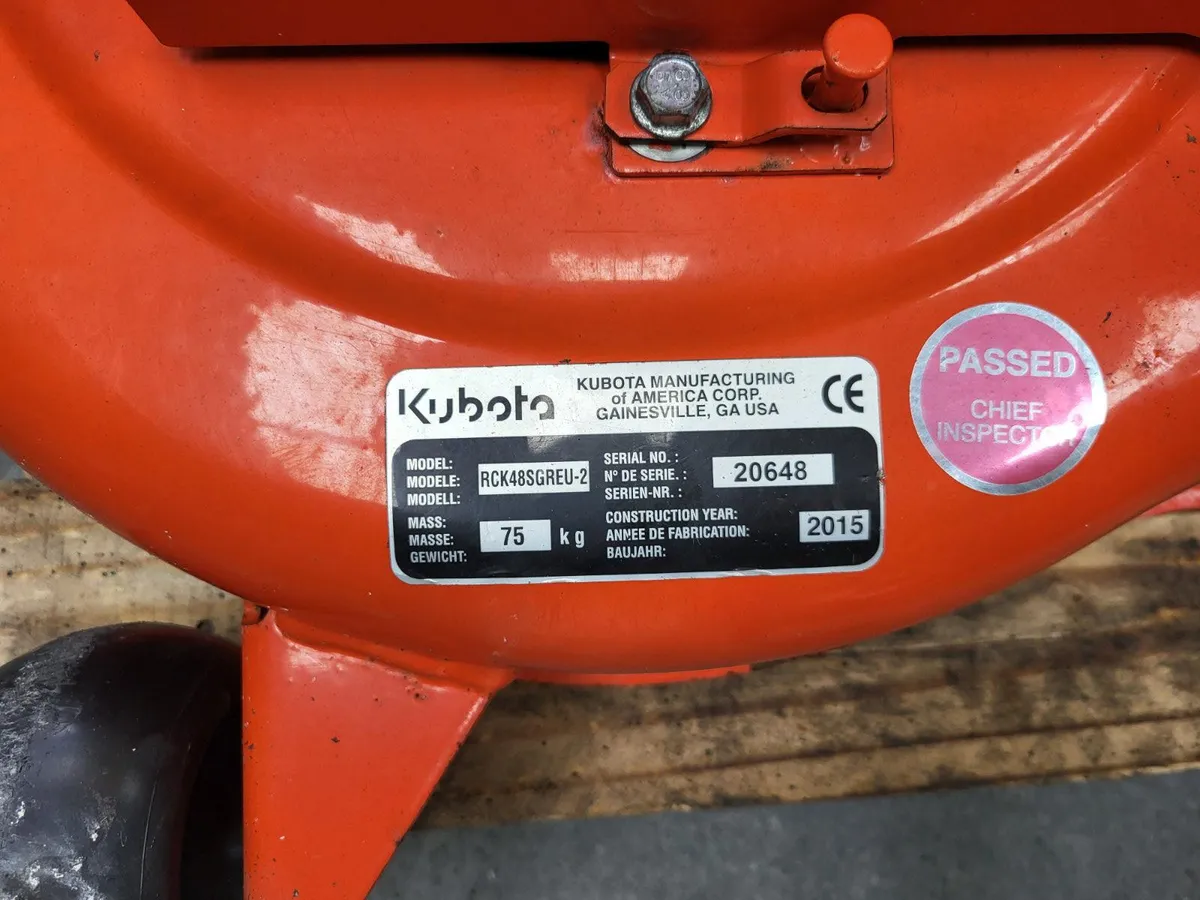 Kubota
KUBOTA MANUFACTURING
of AMERICA CORP.
GAINESVILLE, GA USA
CE
MODEL:
MODELE:
MODELL:
RCK48SGREU-2
SERIAL NO. :
N° DE SERIE. :
SERIEN-NR. :
20648
MASS:
MASSE:
GEWICHT:
75 kg
CONSTRUCTION YEAR:
ANNEE DE FABRICATION:
BAUJAHR:
2015
PASSED
CHIEF
INSPECTOR